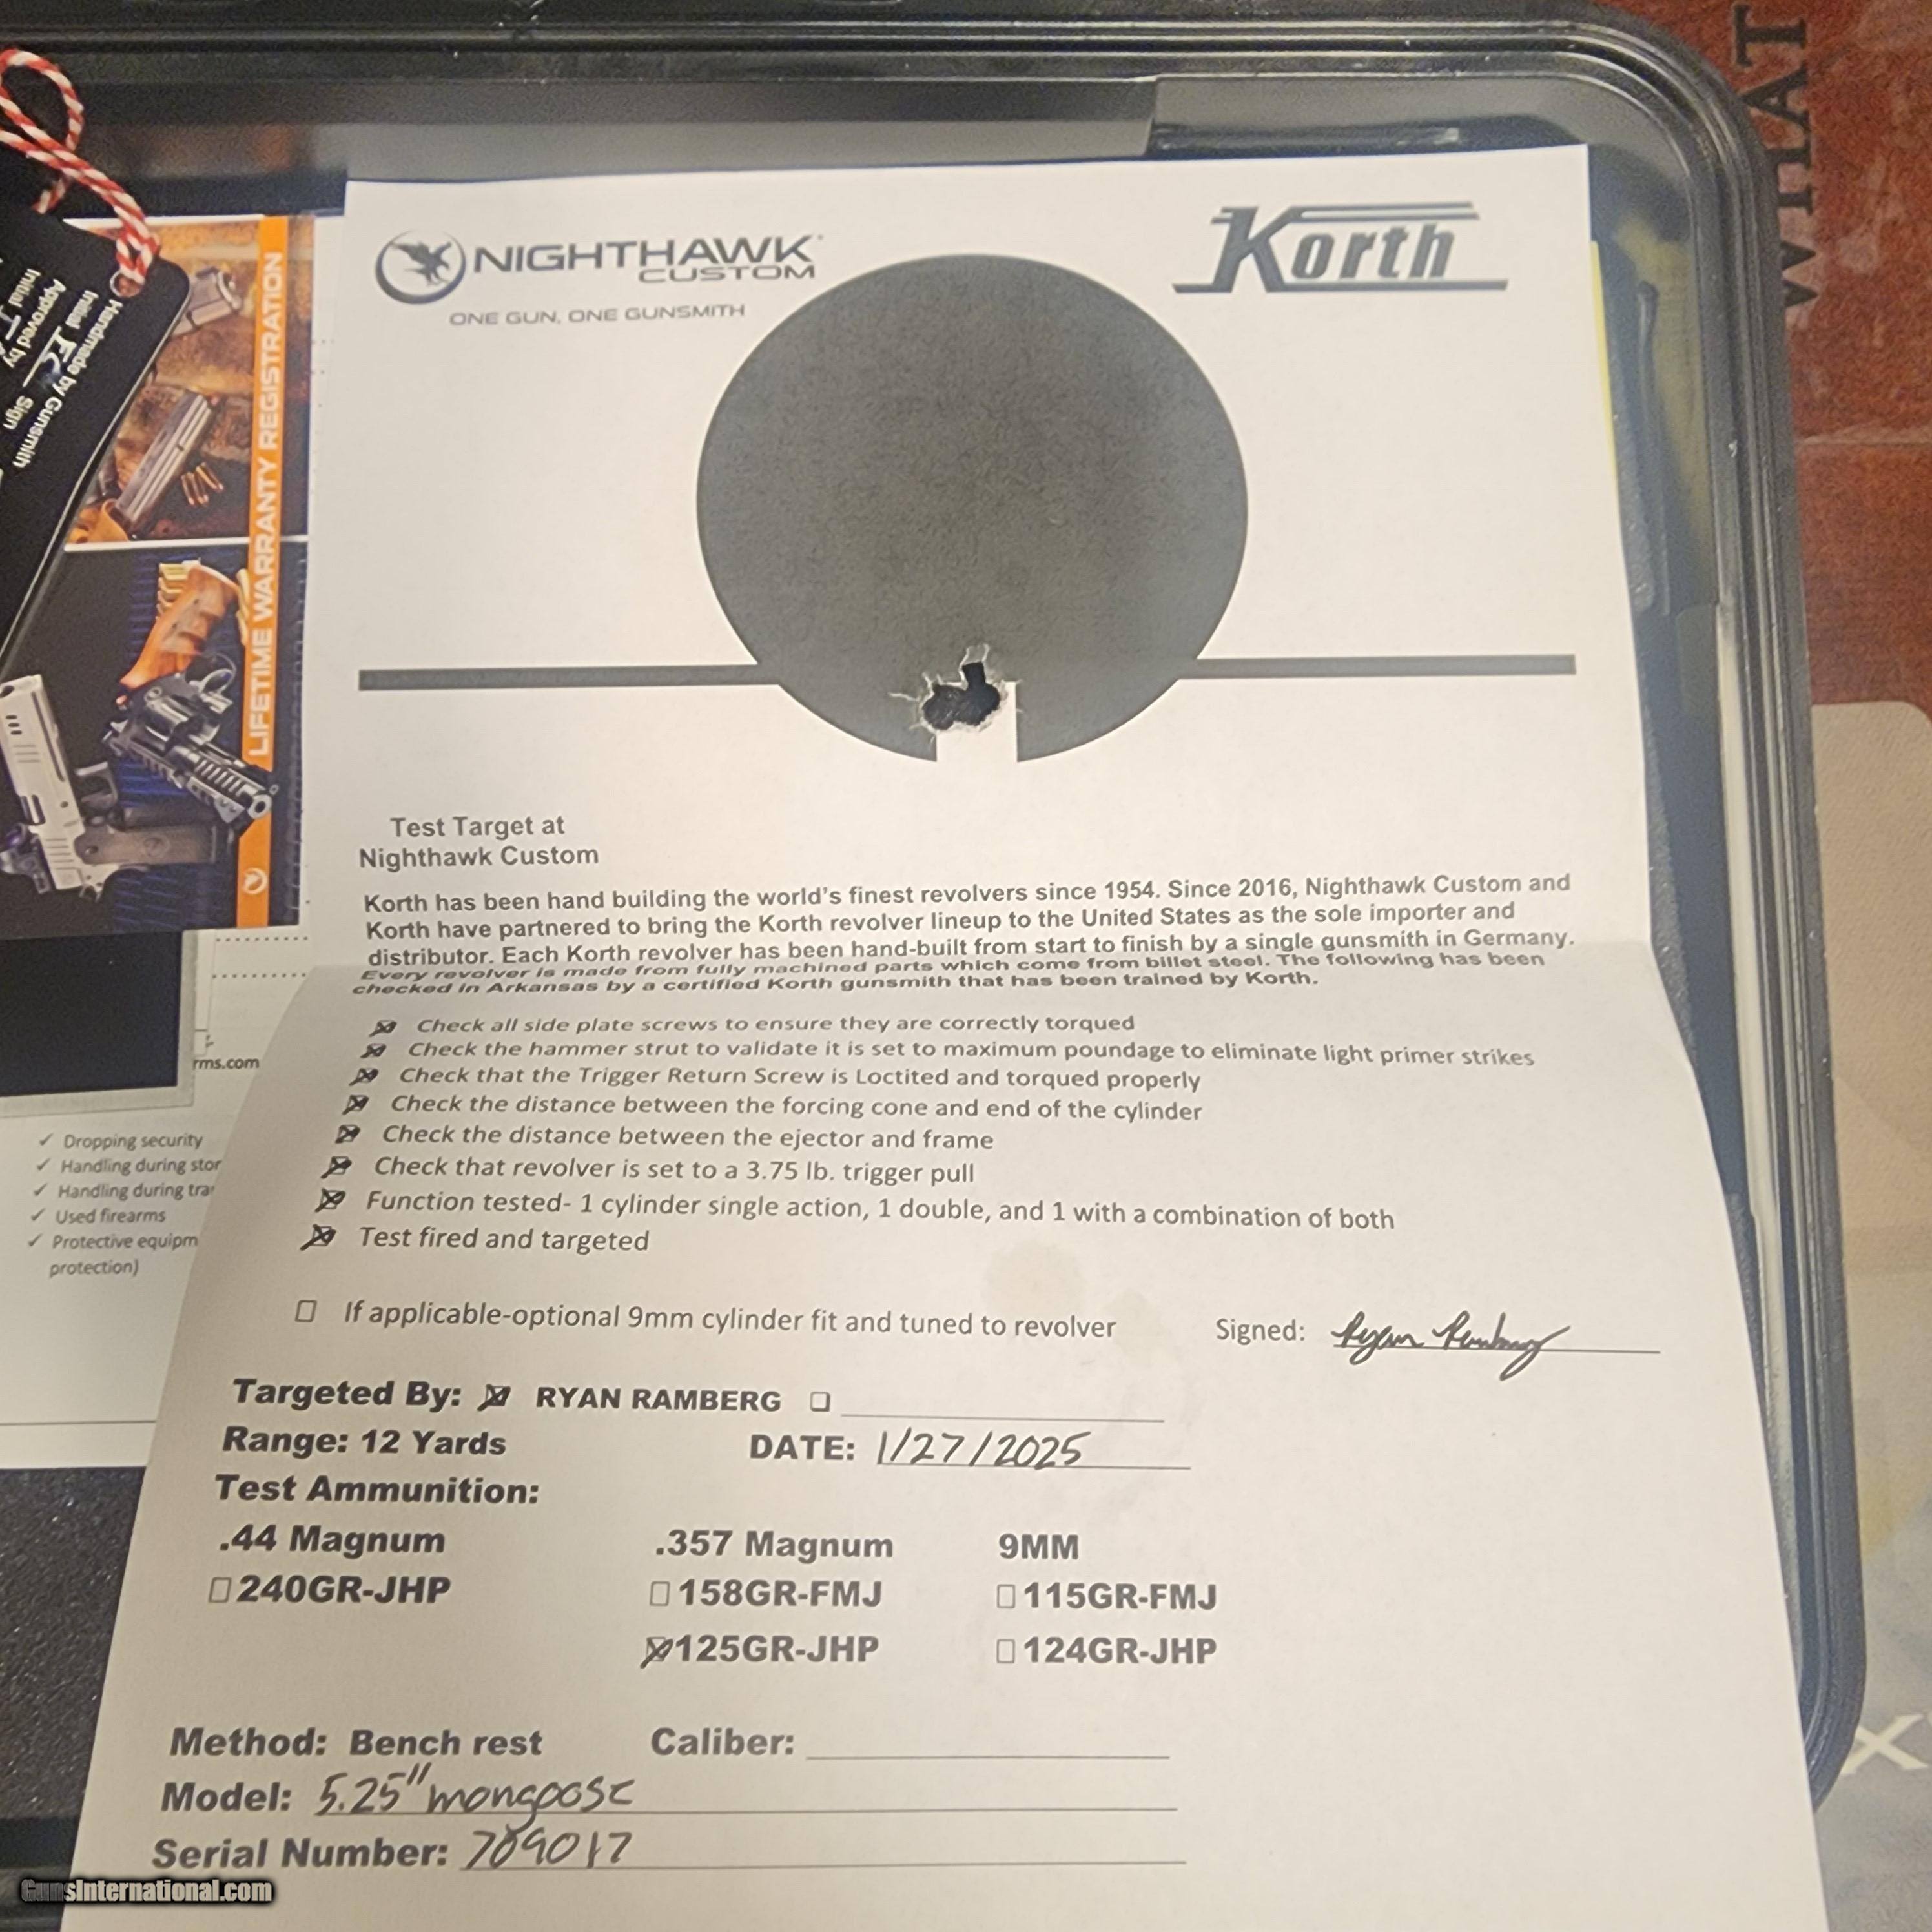 WHAT
NIGHTHAWK
CUSTOM
ONE GUN, ONE GUNSMITH
Korth
Handmade by Gunsmith
Initial
Sign
Approved by
Initial
LIFETIME WARRANTY REGISTRATION
Test Target at
Nighthawk Custom
Korth has been hand building the world's finest revolvers since 1954. Since 2016, Nighthawk Custom and
Korth have partnered to bring the Korth revolver lineup to the United States as the sole importer and
distributor. Each Korth revolver has been hand-built from start to finish by a single gunsmith in Germany.
Every revolver is made from fully machined parts which come from billet steel. The following has been
checked in Arkansas by a certified Korth gunsmith that has been trained by Korth.
Check all side plate screws to ensure they are correctly torqued
Check the hammer strut to validate it is set to maximum poundage to eliminate light primer strikes
Check that the Trigger Return Screw is Loctited and torqued properly
Check the distance between the forcing cone and end of the cylinder
Check the distance between the ejector and frame
Check that revolver is set to a 3.75 lb. trigger pull
Function tested- 1 cylinder single action, 1 double, and 1 with a combination of both
Test fired and targeted
If applicable-optional 9mm cylinder fit and tuned to revolver
Signed: Ryan Ramberg
Targeted By: RYAN RAMBERG
Range: 12 Yards
DATE: 1/27/2025
Test Ammunition:
.44 Magnum .357 Magnum 9MM
240GR-JHP 158GR-FMJ 115GR-FMJ
125GR-JHP 124GR-JHP
Method: Bench rest Caliber:
Model: 5.25" mongoose
Serial Number: 709017
rms.com
✓ Dropping security
✓ Handling during stor
✓ Handling during tra
✓ Used firearms
✓ Protective equipm
protection)
GunsInternational.com